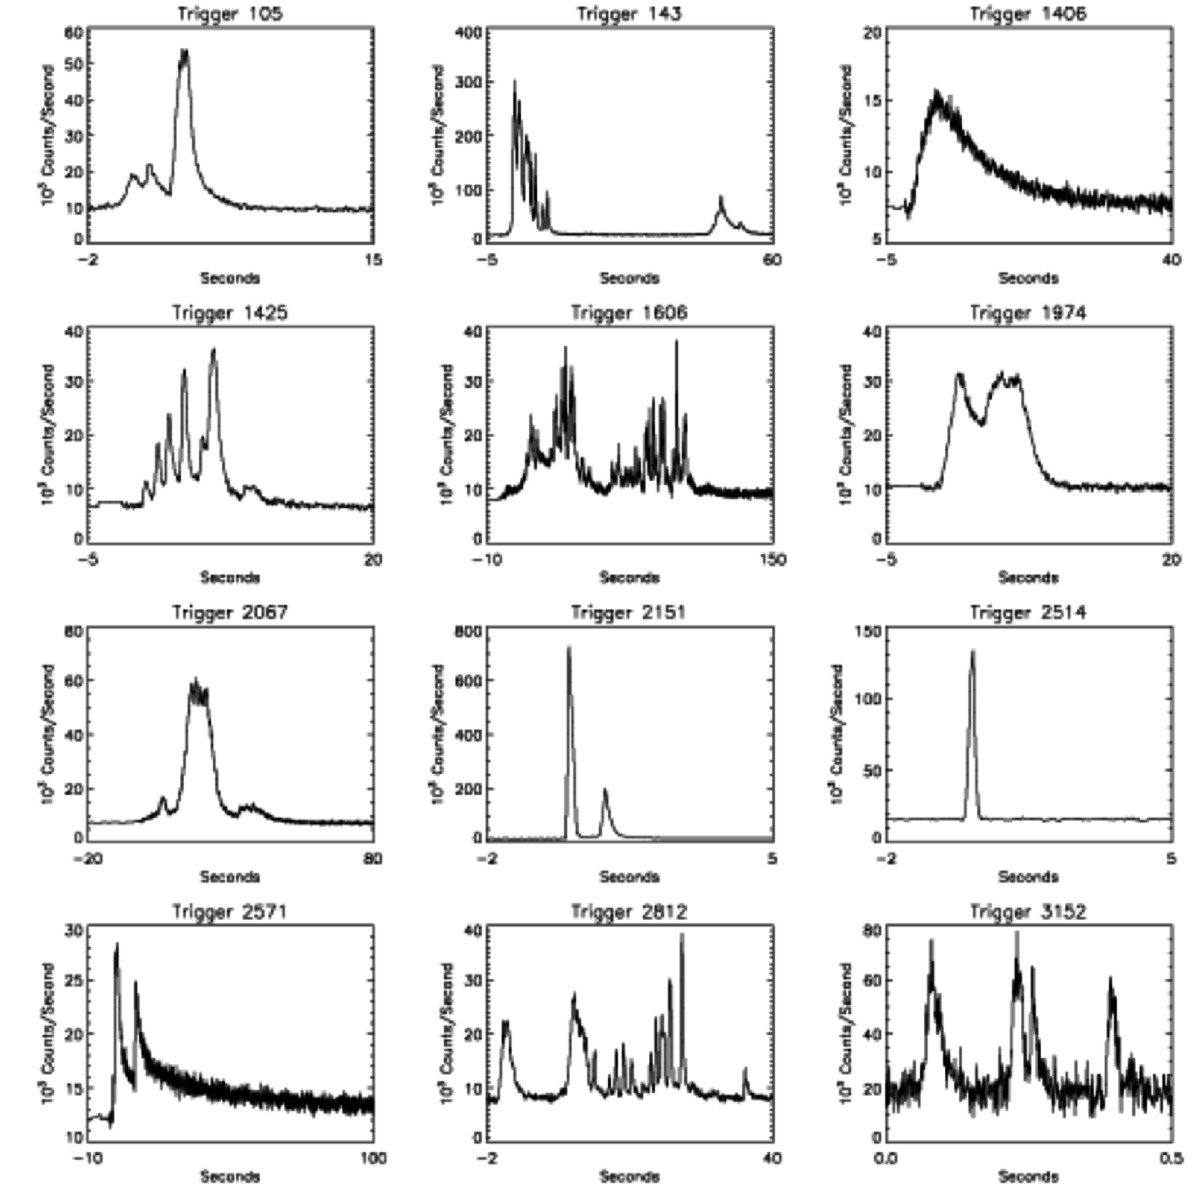 Trigger 105
60
50
40
30
20
10
0
10³ Counts/Second
-2
15
Seconds
Trigger 143
400
300
200
100
0
10³ Counts/Second
-5
60
Seconds
Trigger 1406
20
15
10
5
10³ Counts/Second
-5
40
Seconds
Trigger 1425
40
30
20
10
0
10³ Counts/Second
-5
20
Seconds
Trigger 1606
40
30
20
10
0
10³ Counts/Second
-10
150
Seconds
Trigger 1974
40
30
20
10
0
10³ Counts/Second
-5
20
Seconds
Trigger 2067
80
60
40
20
0
10³ Counts/Second
-20
80
Seconds
Trigger 2151
800
600
400
200
0
10³ Counts/Second
-2
5
Seconds
Trigger 2514
150
100
50
0
10³ Counts/Second
-2
5
Seconds
Trigger 2571
30
25
20
15
10
10³ Counts/Second
-10
100
Seconds
Trigger 2812
40
30
20
10
0
10³ Counts/Second
-2
40
Seconds
Trigger 3152
80
60
40
20
0
10³ Counts/Second
0.0
0.5
Seconds